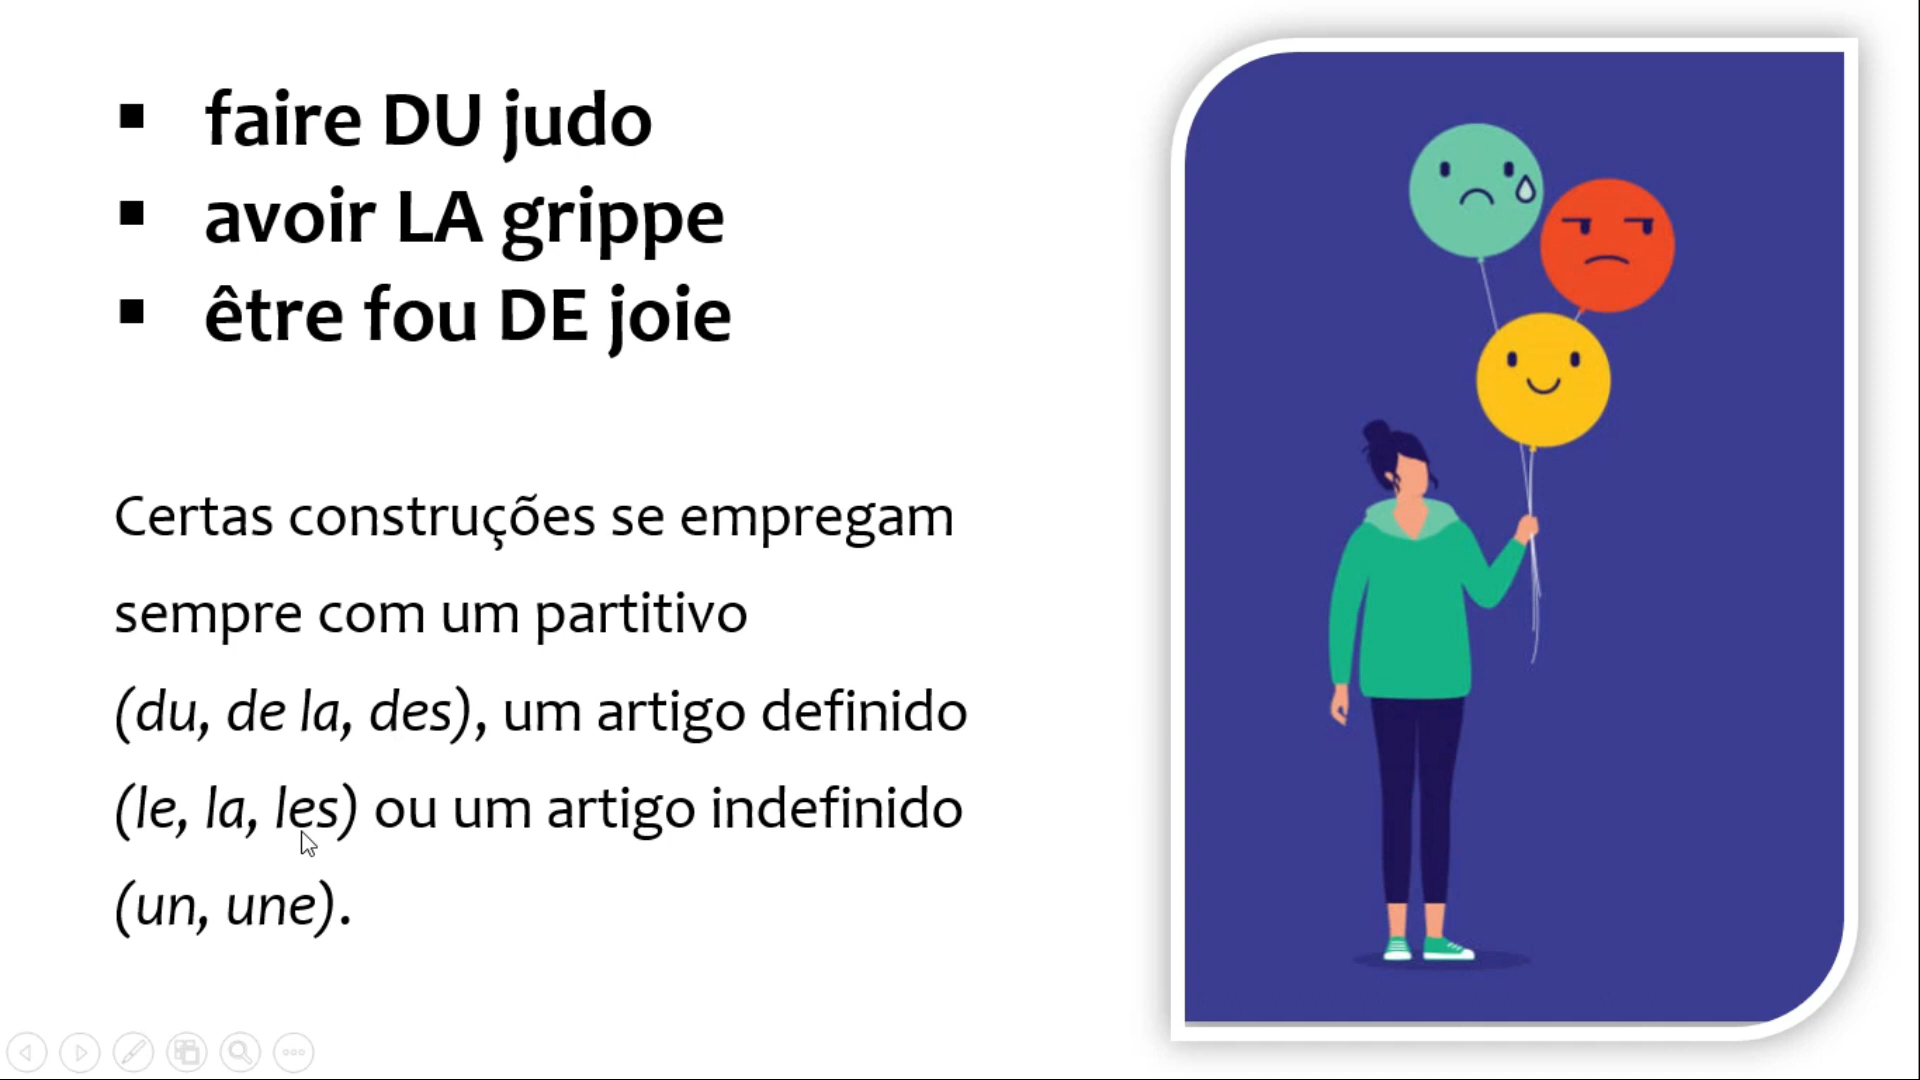 ▪ faire DU judo
▪ avoir LA grippe
▪ être fou DE joie
Certas construções se empregam
sempre com um partitivo
(du, de la, des), um artigo definido
(le, la, les) ou um artigo indefinido
(un, une).